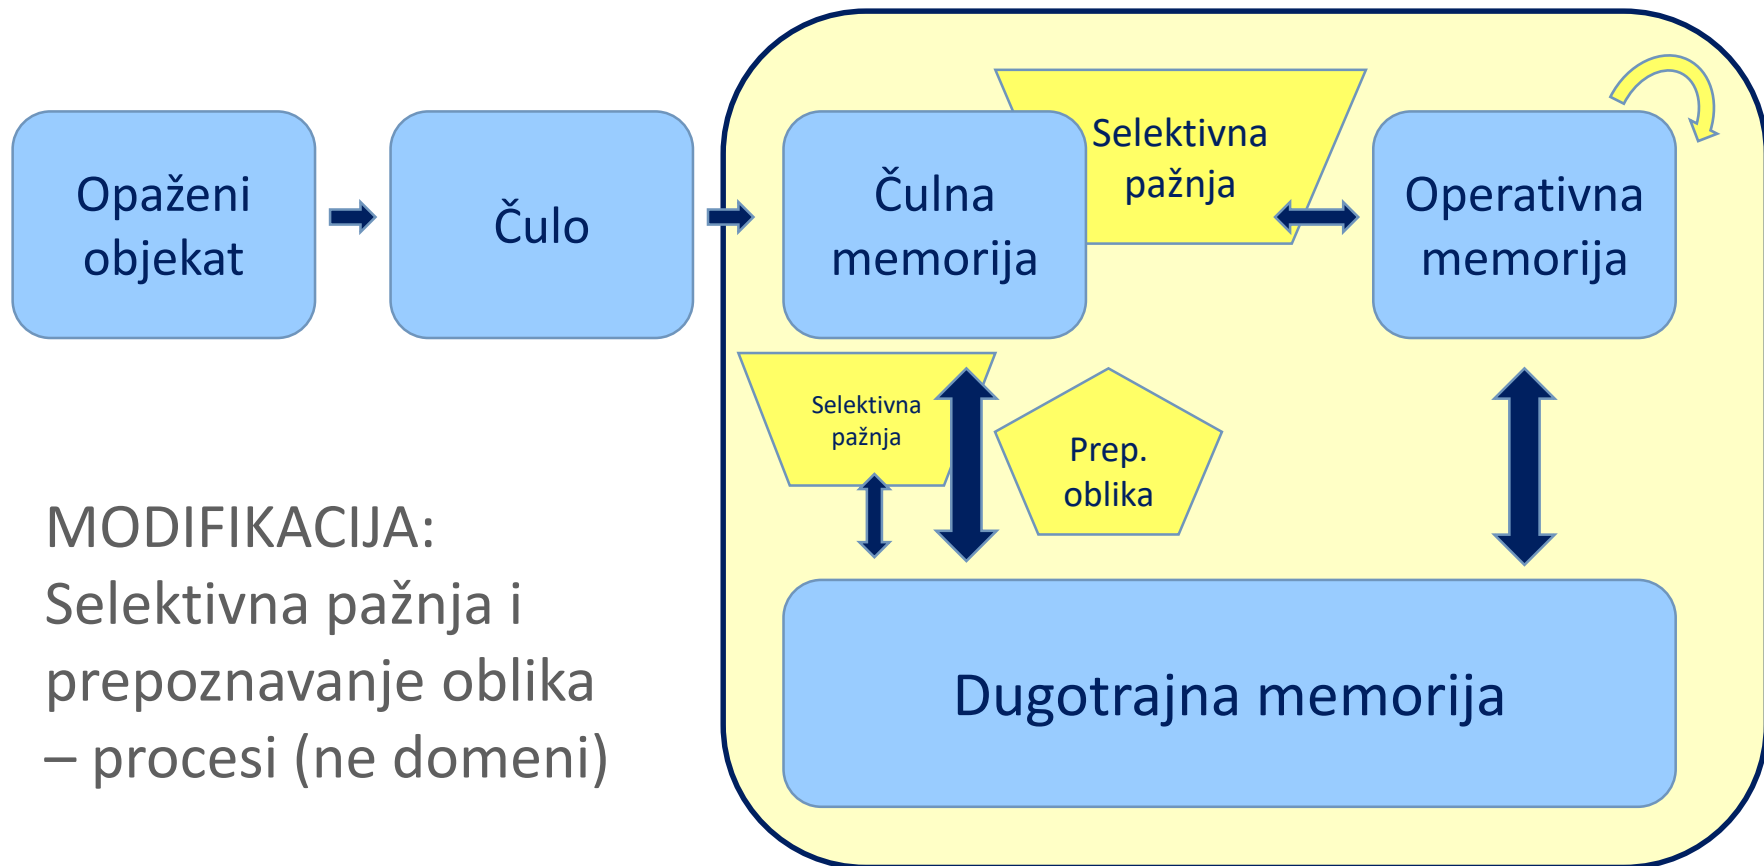 Opaženi
objekat
Čulo
Čulna
memorija
Selektivna
pažnja
Operativna
memorija
Selektivna
pažnja
Prep.
oblika
Dugotrajna memorija
MODIFIKACIJA:
Selektivna pažnja i
prepoznavanje oblika
– procesi (ne domeni)